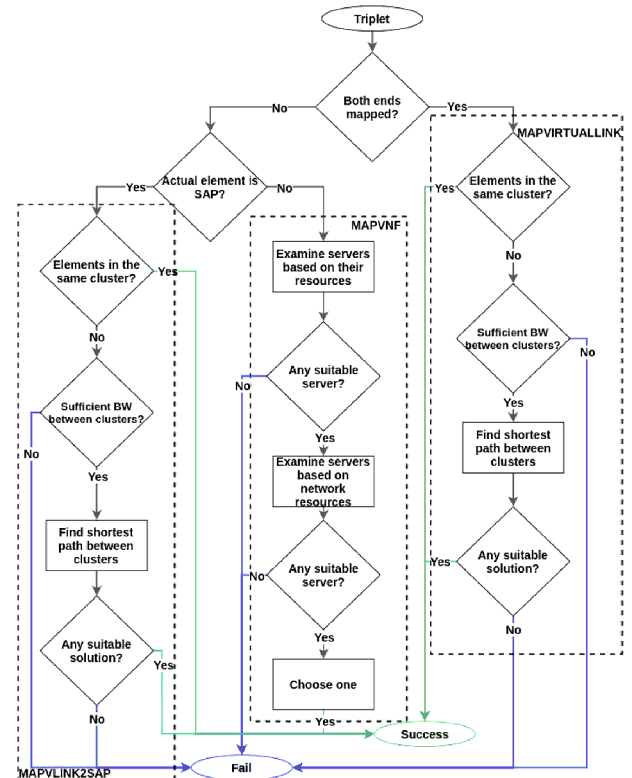 Triplet
Both ends
mapped?
No
Yes
MAPVIRTUALLINK
Actual element is
SAP?
Yes
No
Elements in the
same cluster?
Yes
No
Sufficient BW
between clusters?
No
Yes
Find shortest
path between
clusters
Any suitable
solution?
Yes
No
MAPVNF
Examine servers
based on their
resources
Any suitable
server?
No
Yes
Examine servers
based on
network
resources
Any suitable
server?
No
Yes
Choose one
Yes
Elements in the
same cluster?
Yes
No
Sufficient BW
between clusters?
No
Yes
Find shortest
path between
clusters
Any suitable
solution?
Yes
No
MAPVLINK2SAP
Success
Fail